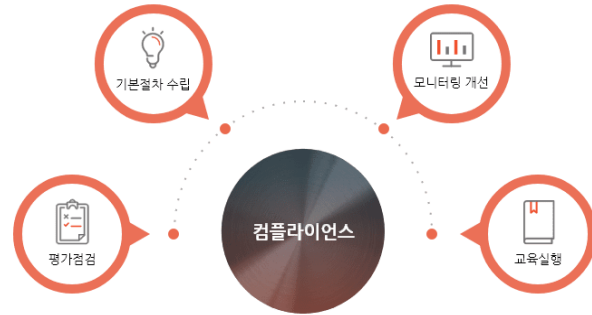 기본절차 수립
모니터링 개선
컴플라이언스
평가점검
교육실행